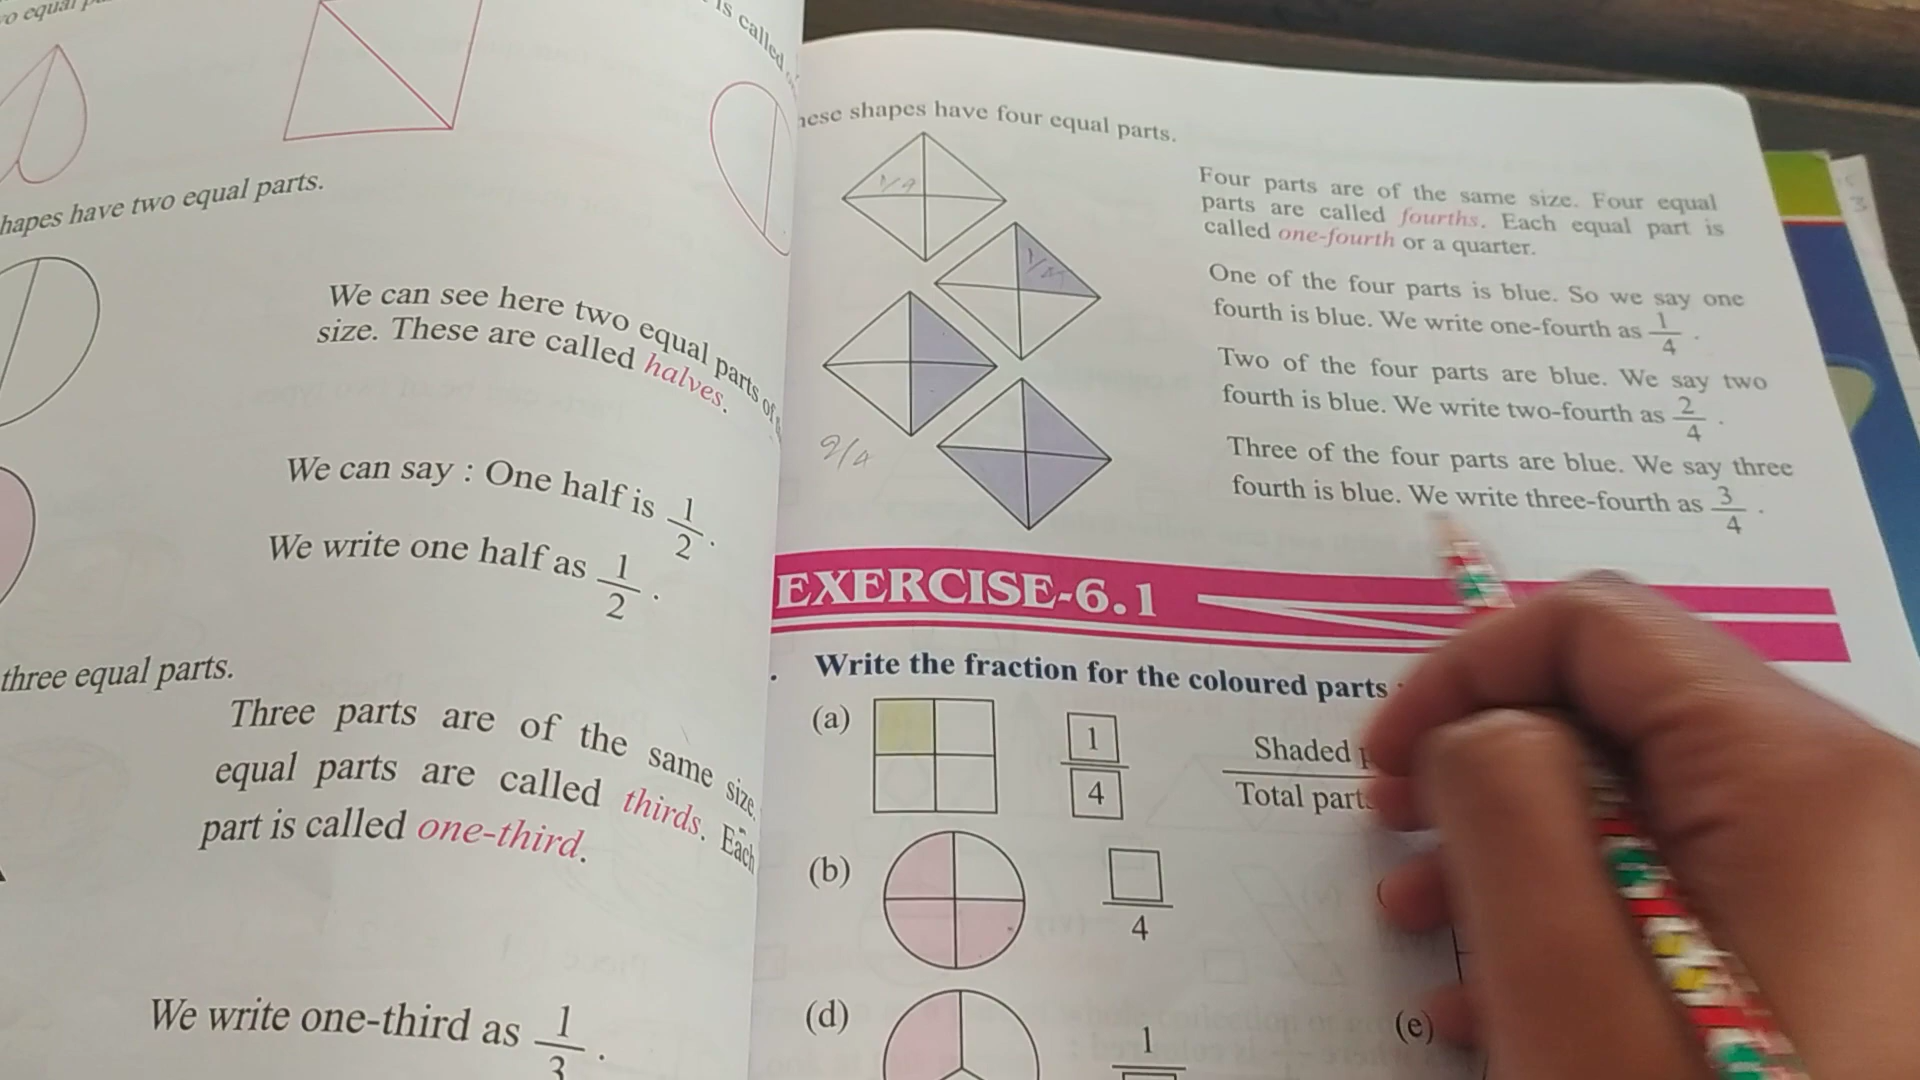 is called
hapes have two equal parts.
We can see here two equal parts of
size. These are called halves.
We can say : One half is 1/2.
We write one half as 1/2.
three equal parts.
Three parts are of the same size.
equal parts are called thirds. Each
part is called one-third.
We write one-third as 1/3.
hese shapes have four equal parts.
1/4
1/4
2/4
Four parts are of the same size. Four equal
parts are called fourths. Each equal part is
called one-fourth or a quarter.
One of the four parts is blue. So we say one
fourth is blue. We write one-fourth as 1/4.
Two of the four parts are blue. We say two
fourth is blue. We write two-fourth as 2/4.
Three of the four parts are blue. We say three
fourth is blue. We write three-fourth as 3/4.
EXERCISE-6.1
Write the fraction for the coloured parts
(a) 1/4 Shaded p
Total part
(b) 4
(d) 1
(e)